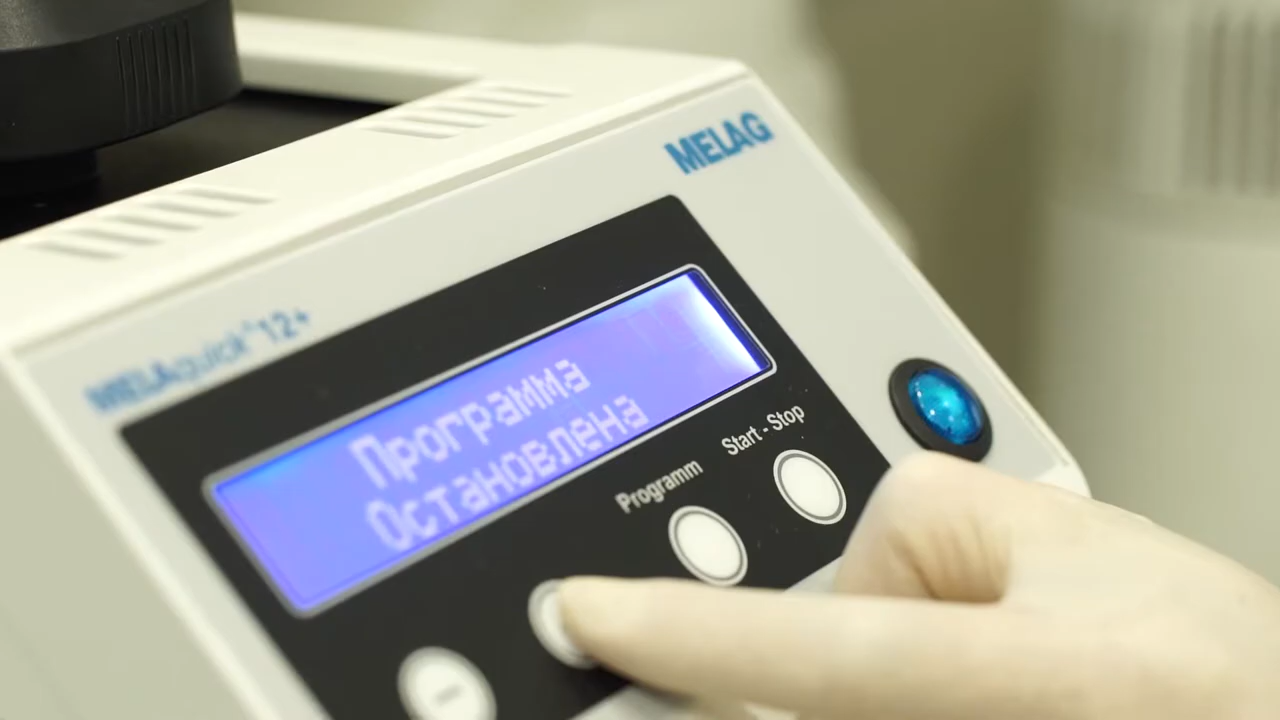 MELAG
MELAquick® 12+
Программа
Остановлена
Programm
Start - Stop
-